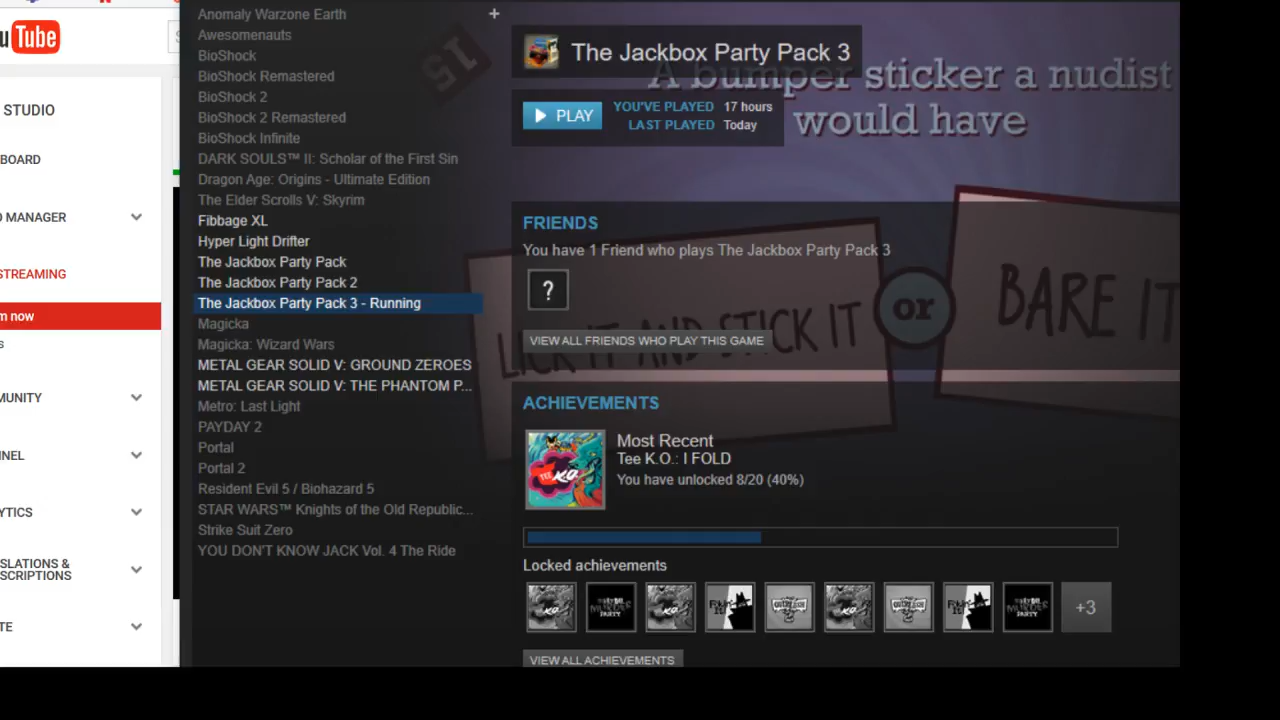 Tube
STUDIO
BOARD
MANAGER
STREAMING
m now
s
MUNITY
NEL
YTICS
SLATIONS &
SCRIPTIONS
TE
Anomaly Warzone Earth
Awesomenauts
BioShock
BioShock Remastered
BioShock 2
BioShock 2 Remastered
BioShock Infinite
DARK SOULS™ II: Scholar of the First Sin
Dragon Age: Origins - Ultimate Edition
The Elder Scrolls V: Skyrim
Fibbage XL
Hyper Light Drifter
The Jackbox Party Pack
The Jackbox Party Pack 2
The Jackbox Party Pack 3 - Running
Magicka
Magicka: Wizard Wars
METAL GEAR SOLID V: GROUND ZEROES
METAL GEAR SOLID V: THE PHANTOM P...
Metro: Last Light
PAYDAY 2
Portal
Portal 2
Resident Evil 5 / Biohazard 5
STAR WARS™ Knights of the Old Republic...
Strike Suit Zero
YOU DON'T KNOW JACK Vol. 4 The Ride
+
15
The Jackbox Party Pack 3
A bumper sticker a nudist
would have
PLAY
YOU'VE PLAYED 17 hours
LAST PLAYED Today
FRIENDS
You have 1 Friend who plays The Jackbox Party Pack 3
?
LICK IT AND STICK IT
or
BARE IT
VIEW ALL FRIENDS WHO PLAY THIS GAME
ACHIEVEMENTS
TEE K.O.
Most Recent
Tee K.O.: I FOLD
You have unlocked 8/20 (40%)
Locked achievements
+3
VIEW ALL ACHIEVEMENTS